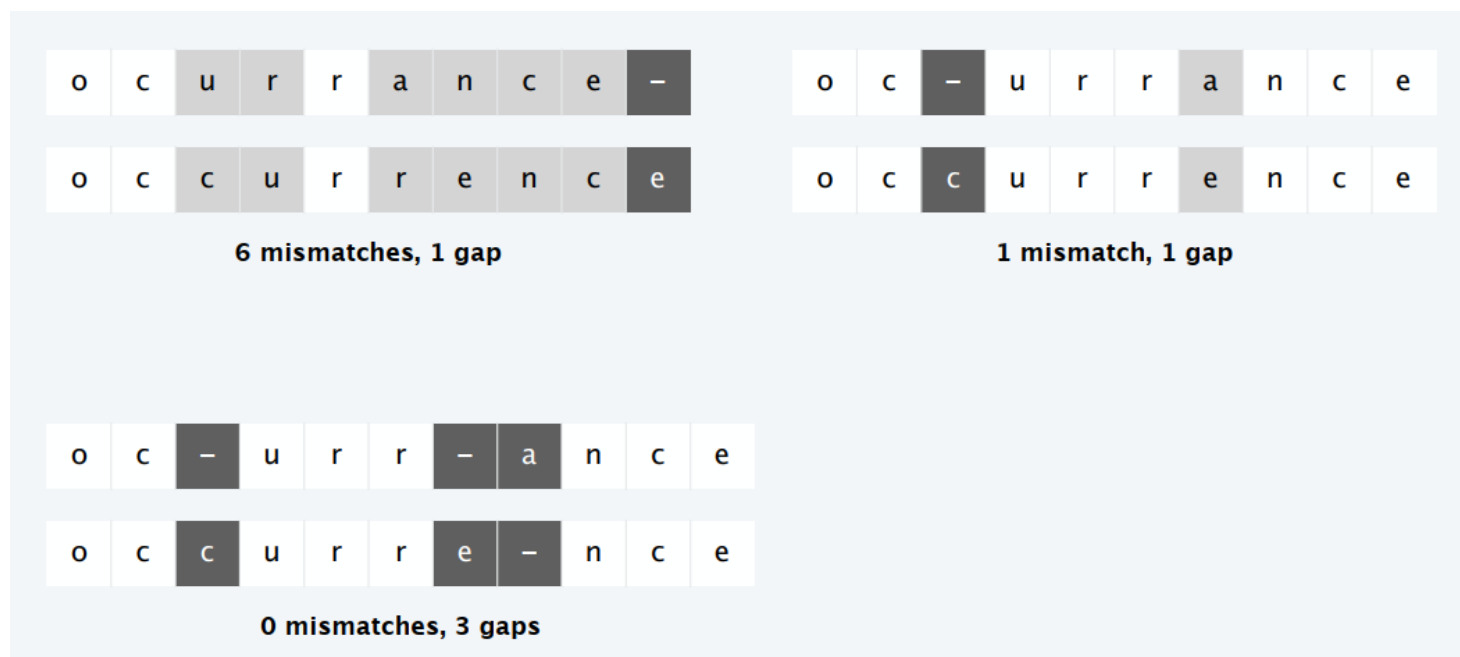 o c u r r a n c e – o c – u r r a n c e
o c c u r r e n c e o c c u r r e n c e
6 mismatches, 1 gap 1 mismatch, 1 gap
o c – u r r – a n c e
o c c u r r e – n c e
0 mismatches, 3 gaps